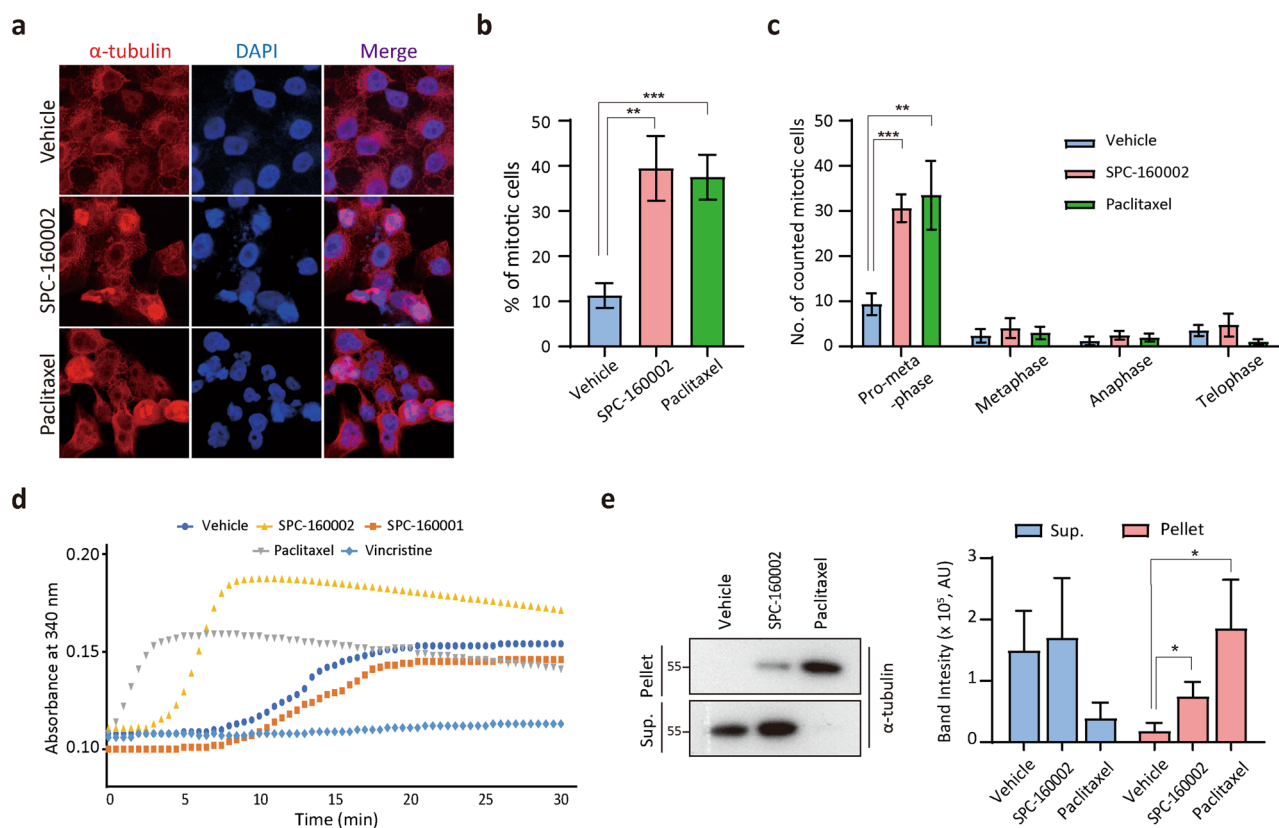 a
α-tubulin DAPI Merge
Vehicle
SPC-160002
Paclitaxel
b
% of mitotic cells
50
40
30
20
10
0
***
**
Vehicle
SPC-160002
Paclitaxel
c
No. of counted mitotic cells
50
40
30
20
10
0
**
***
Vehicle
SPC-160002
Paclitaxel
Pro-meta
-phase
Metaphase
Anaphase
Telophase
d
Vehicle SPC-160002 SPC-160001
Paclitaxel Vincristine
Absorbance at 340 nm
0.20
0.15
0.10
0 5 10 15 20 25 30
Time (min)
e
Vehicle
SPC-160002
Paclitaxel
Pellet
55
Sup.
55
α-tubulin
Sup. Pellet
Band Intesity (x 10⁵, AU)
3
2
1
0
*
*
Vehicle
SPC-160002
Paclitaxel
Vehicle
SPC-160002
Paclitaxel